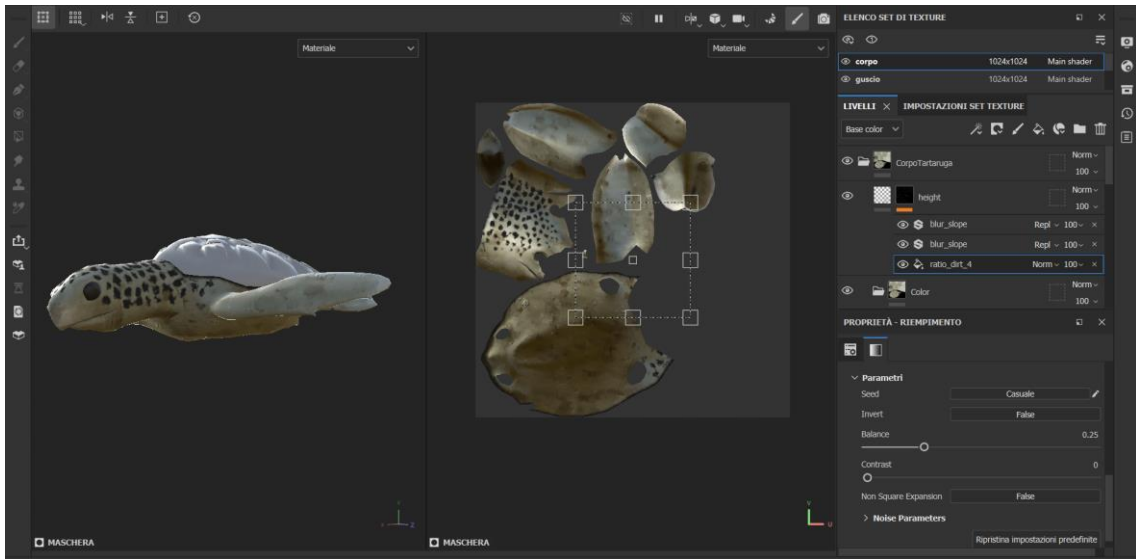 ELENCO SET DI TEXTURE
Materiale
Materiale
corpo 1024x1024 Main shader
guscio 1024x1024 Main shader
LIVELLI IMPOSTAZIONI SET TEXTURE
Base color
CorpoTartaruga Norm 100
height Norm 100
blur_slope Repl 100
blur_slope Repl 100
ratio_dirt_4 Norm 100
Color Norm 100
PROPRIETÀ - RIEMPIMENTO
Parametri
Seed Casuale
Invert False
Balance 0.25
Contrast 0
Non Square Expansion False
Noise Parameters
Ripristina impostazioni predefinite
Y
Z
V
U
MASCHERA
MASCHERA